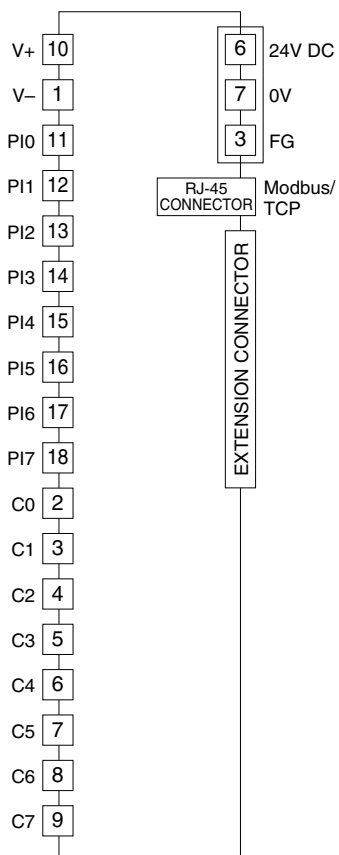 V+ 10
V– 1
PI0 11
PI1 12
PI2 13
PI3 14
PI4 15
PI5 16
PI6 17
PI7 18
C0 2
C1 3
C2 4
C3 5
C4 6
C5 7
C6 8
C7 9
6 24V DC
7 0V
3 FG
RJ-45
CONNECTOR
Modbus/
TCP
EXTENSION CONNECTOR